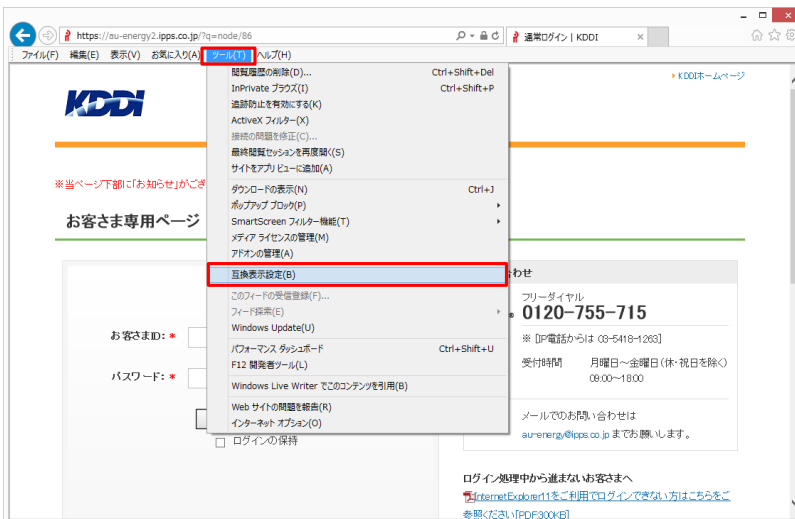 https://au-energy2.ipps.co.jp/?q=node/86
通常ログイン | KDDI
ファイル(F) 編集(E) 表示(V) お気に入り(A) ツール(T) ヘルプ(H)
閲覧履歴の削除(D)... Ctrl+Shift+Del
InPrivate ブラウズ(I) Ctrl+Shift+P
追跡防止を有効にする(K)
ActiveX フィルター(X)
接続の問題を修正(C)...
最終閲覧セッションを再度開く(S)
サイトをアプリ ビューに追加(A)
ダウンロードの表示(N) Ctrl+J
ポップアップ ブロック(P)
SmartScreen フィルター機能(T)
メディア ライセンスの管理(M)
アドオンの管理(A)
互換表示設定(B)
このフィードの受信登録(F)...
フィード探索(E)
Windows Update(U)
パフォーマンス ダッシュボード Ctrl+Shift+U
F12 開発者ツール(L)
Windows Live Writer でこのコンテンツを引用(B)
Web サイトの問題を報告(R)
インターネット オプション(O)
KDDIホームページ
KDDI
※当ページ下部に「お知らせ」がござ
お客さま専用ページ
お客さまID: *
パスワード: *
ログインの保持
わせ
フリーダイヤル
0120-755-715
※ [IP電話からは 03-5418-1263]
受付時間 月曜日～金曜日(休・祝日を除く)
09:00～18:00
メールでのお問い合わせは
au-energy@ipps.co.jp までお願いします。
ログイン処理中から進まないお客さまへ
InternetExplorer11をご利用でログインできない方はこちらをご
参照ください[PDF:300KB]